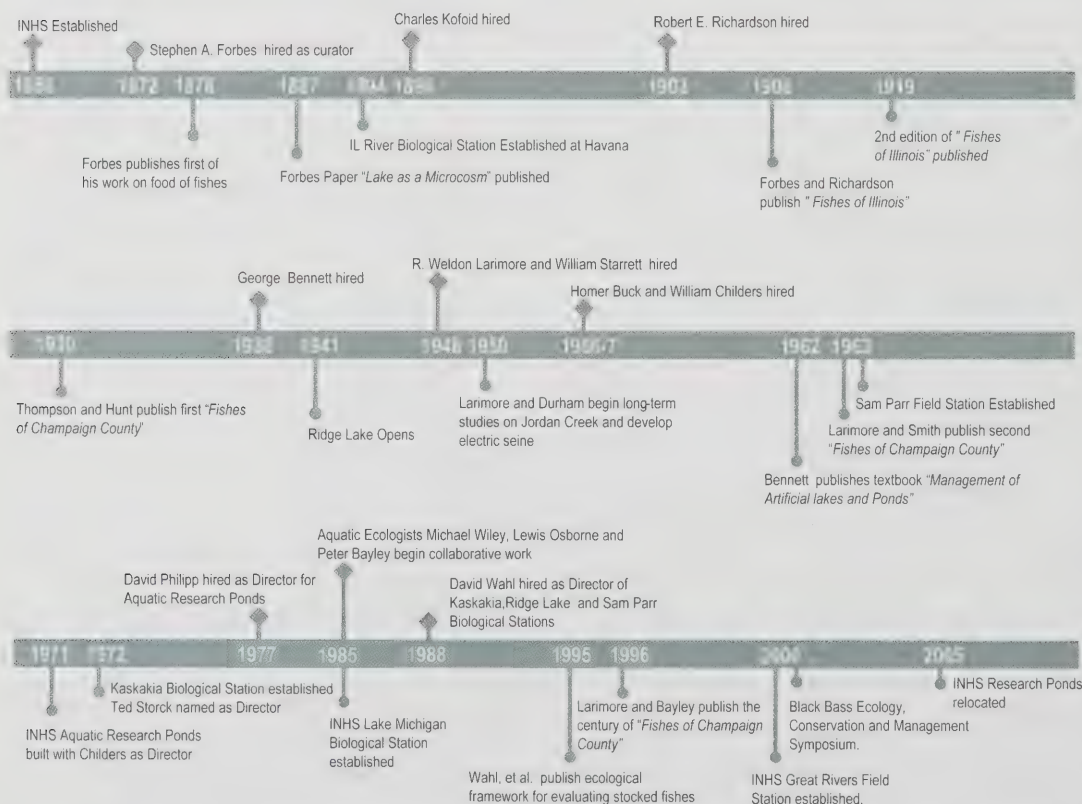 INHS Established
Stephen A. Forbes hired as curator
Charles Kofoid hired
Robert E. Richardson hired
1872 1878 1887 1894 1903 1908 1919
Forbes publishes first of
his work on food of fishes
Forbes Paper "Lake as a Microcosm" published
IL River Biological Station Established at Havana
Forbes and Richardson
publish " Fishes of Illinois"
2nd edition of " Fishes
of Illinois" published
George Bennett hired
R. Weldon Larimore and William Starrett hired
Homer Buck and William Childers hired
1930 1938 1941 1948 1950 1956/7 1962 1963
Thompson and Hunt publish first "Fishes
of Champaign County"
Ridge Lake Opens
Larimore and Durham begin long-term
studies on Jordan Creek and develop
electric seine
Sam Parr Field Station Established
Larimore and Smith publish second
"Fishes of Champaign County"
Bennett publishes textbook "Management of
Artificial lakes and Ponds"
David Philipp hired as Director for
Aquatic Research Ponds
Aquatic Ecologists Michael Wiley, Lewis Osborne and
Peter Bayley begin collaborative work
David Wahl hired as Director of
Kaskakia,Ridge Lake and Sam Parr
Biological Stations
1971 1972 1977 1985 1988 1995 1996 2000 2005
INHS Aquatic Research Ponds
built with Childers as Director
Kaskakia Biological Station established
Ted Storck named as Director
INHS Lake Michigan
Biological Station
established
Wahl, et al. publish ecological
framework for evaluating stocked fishes
Larimore and Bayley publish the
century of "Fishes of Champaign
County"
Black Bass Ecology,
Conservation and Management
Symposium.
INHS Great Rivers Field
Station established.
INHS Research Ponds
relocated